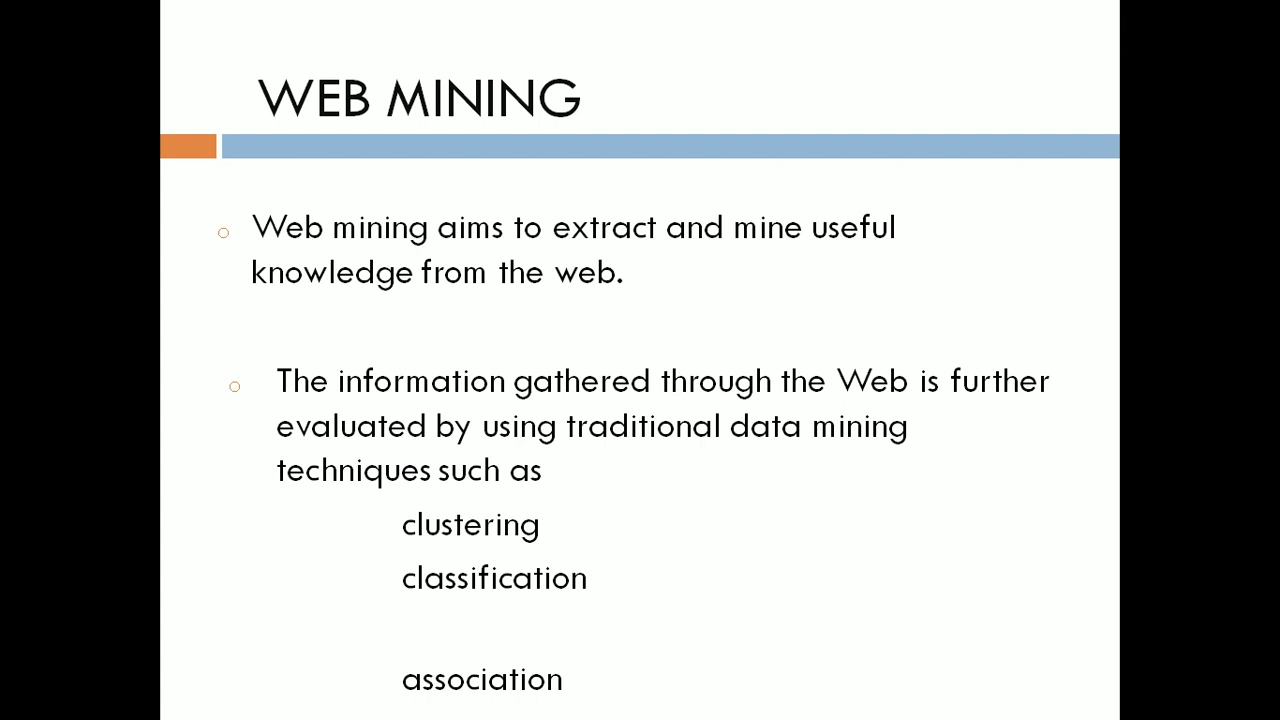 WEB MINING
Web mining aims to extract and mine useful
knowledge from the web.
The information gathered through the Web is further
evaluated by using traditional data mining
techniques such as
clustering
classification
association